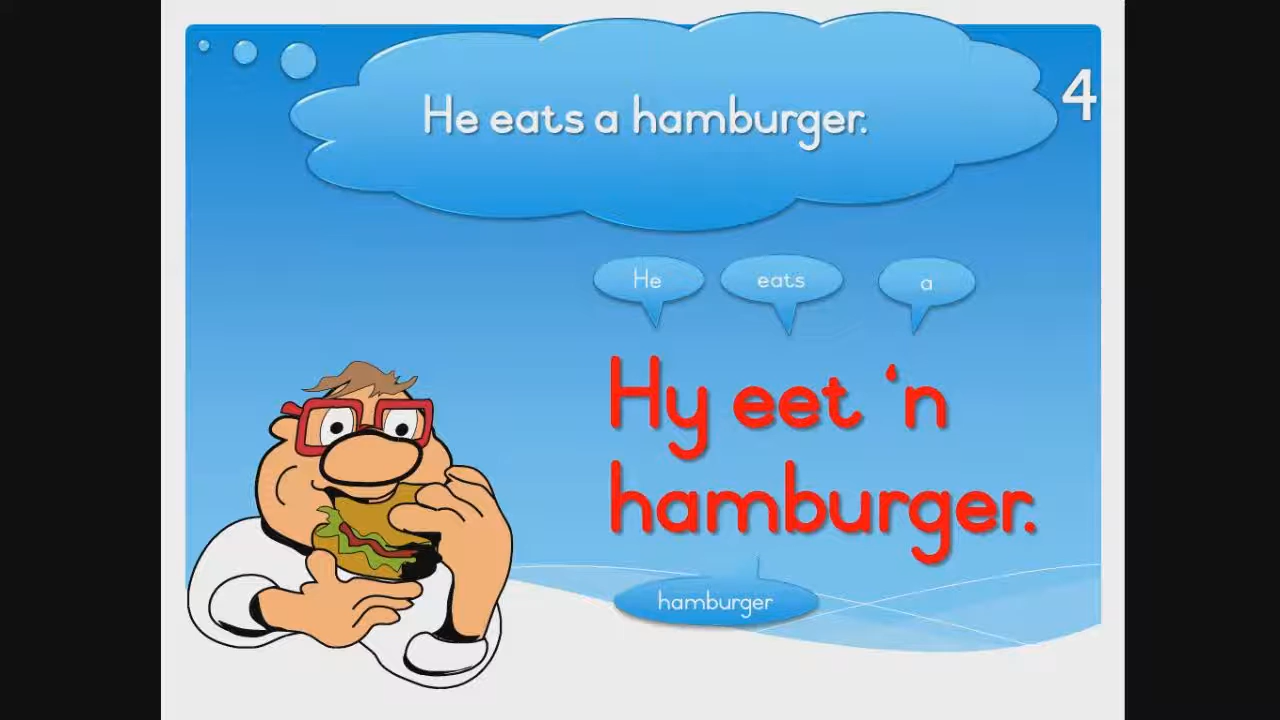 He eats a hamburger.
4
He eats a
Hy eet 'n
hamburger.
hamburger